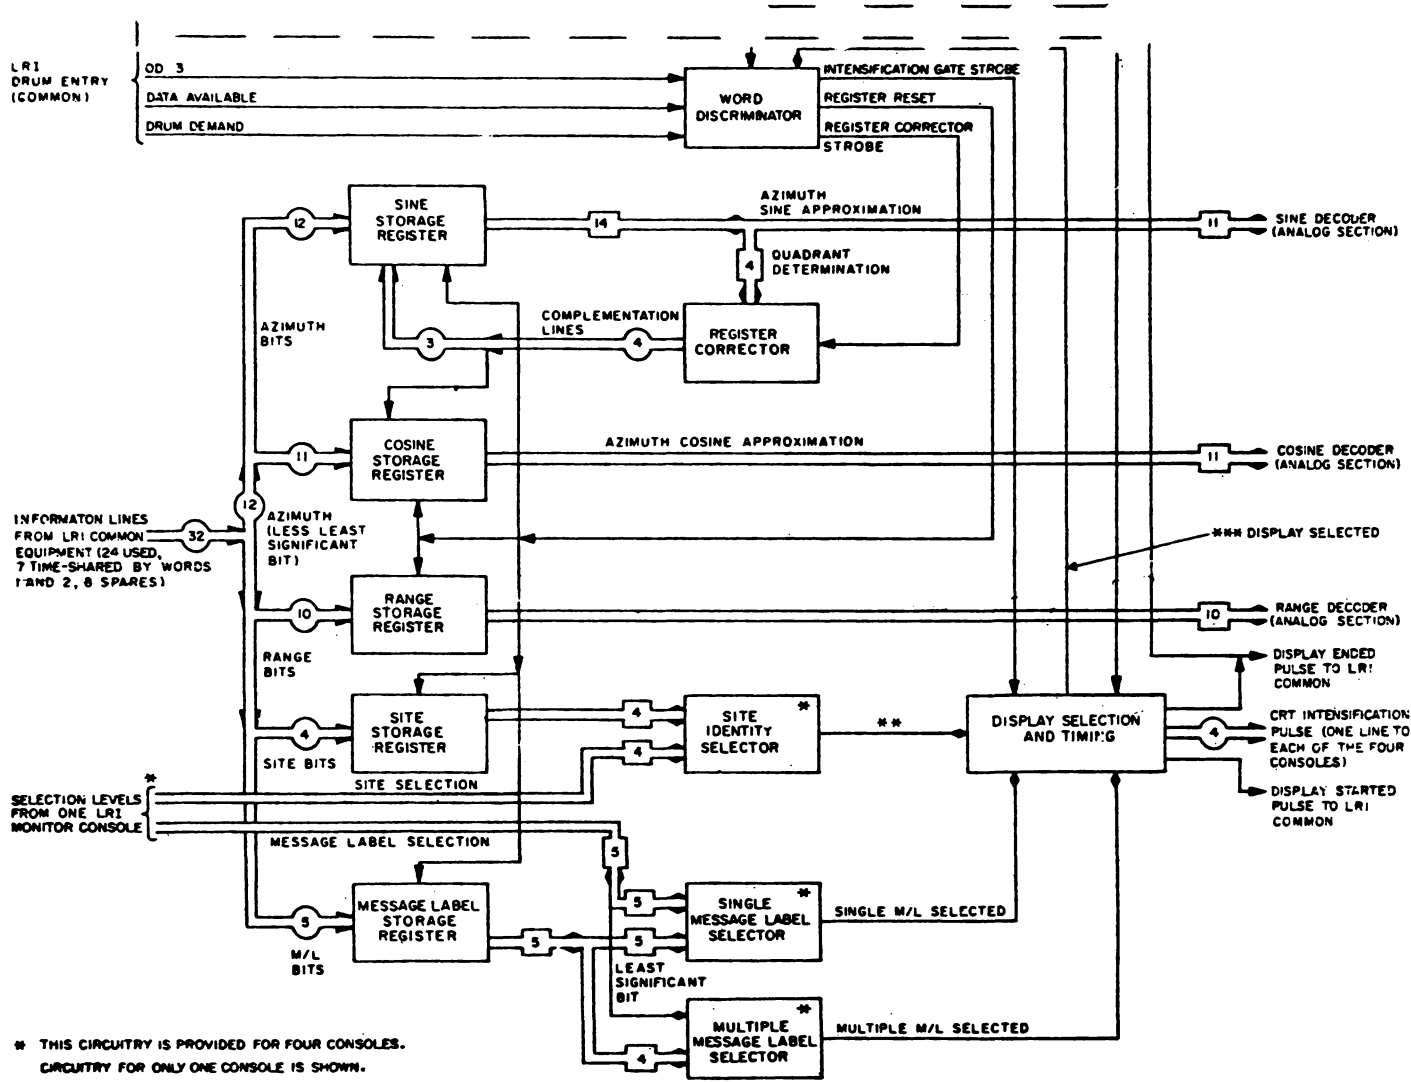 LRI
DRUM ENTRY
(COMMON)
OD 3
DATA AVAILABLE
DRUM DEMAND
WORD
DISCRIMINATOR
INTENSIFICATION GATE STROBE
REGISTER RESET
REGISTER CORRECTOR
STROBE
12
SINE
STORAGE
REGISTER
14
AZIMUTH
SINE APPROXIMATION
11
SINE DECODER
(ANALOG SECTION)
4
QUADRANT
DETERMINATION
AZIMUTH
BITS
3
COMPLEMENTATION
LINES
4
REGISTER
CORRECTOR
11
COSINE
STORAGE
REGISTER
AZIMUTH COSINE APPROXIMATION
11
COSINE DECODER
(ANALOG SECTION)
12
INFORMATON LINES
FROM LRI COMMON
EQUIPMENT (24 USED,
7 TIME-SHARED BY WORDS
1 AND 2, 8 SPARES)
32
AZIMUTH
(LESS LEAST
SIGNIFICANT
BIT)
*** DISPLAY SELECTED
10
RANGE
STORAGE
REGISTER
10
RANGE DECODER
(ANALOG SECTION)
RANGE
BITS
DISPLAY ENDED
PULSE TO LRI
COMMON
4
SITE BITS
SITE
STORAGE
REGISTER
4
4
SITE
IDENTITY
SELECTOR
*
**
DISPLAY SELECTION
AND TIMING
4
CRT INTENSIFICATION
PULSE (ONE LINE TO
EACH OF THE FOUR
CONSOLES)
*
SELECTION LEVELS
FROM ONE LRI
MONITOR CONSOLE
SITE SELECTION
MESSAGE LABEL SELECTION
DISPLAY STARTED
PULSE TO LRI
COMMON
5
5
M/L
BITS
MESSAGE LABEL
STORAGE
REGISTER
5
5
5
SINGLE
MESSAGE LABEL
SELECTOR
*
SINGLE M/L SELECTED
LEAST
SIGNIFICANT
BIT
4
MULTIPLE
MESSAGE LABEL
SELECTOR
*
MULTIPLE M/L SELECTED
* THIS CIRCUITRY IS PROVIDED FOR FOUR CONSOLES.
CIRCUITRY FOR ONLY ONE CONSOLE IS SHOWN.